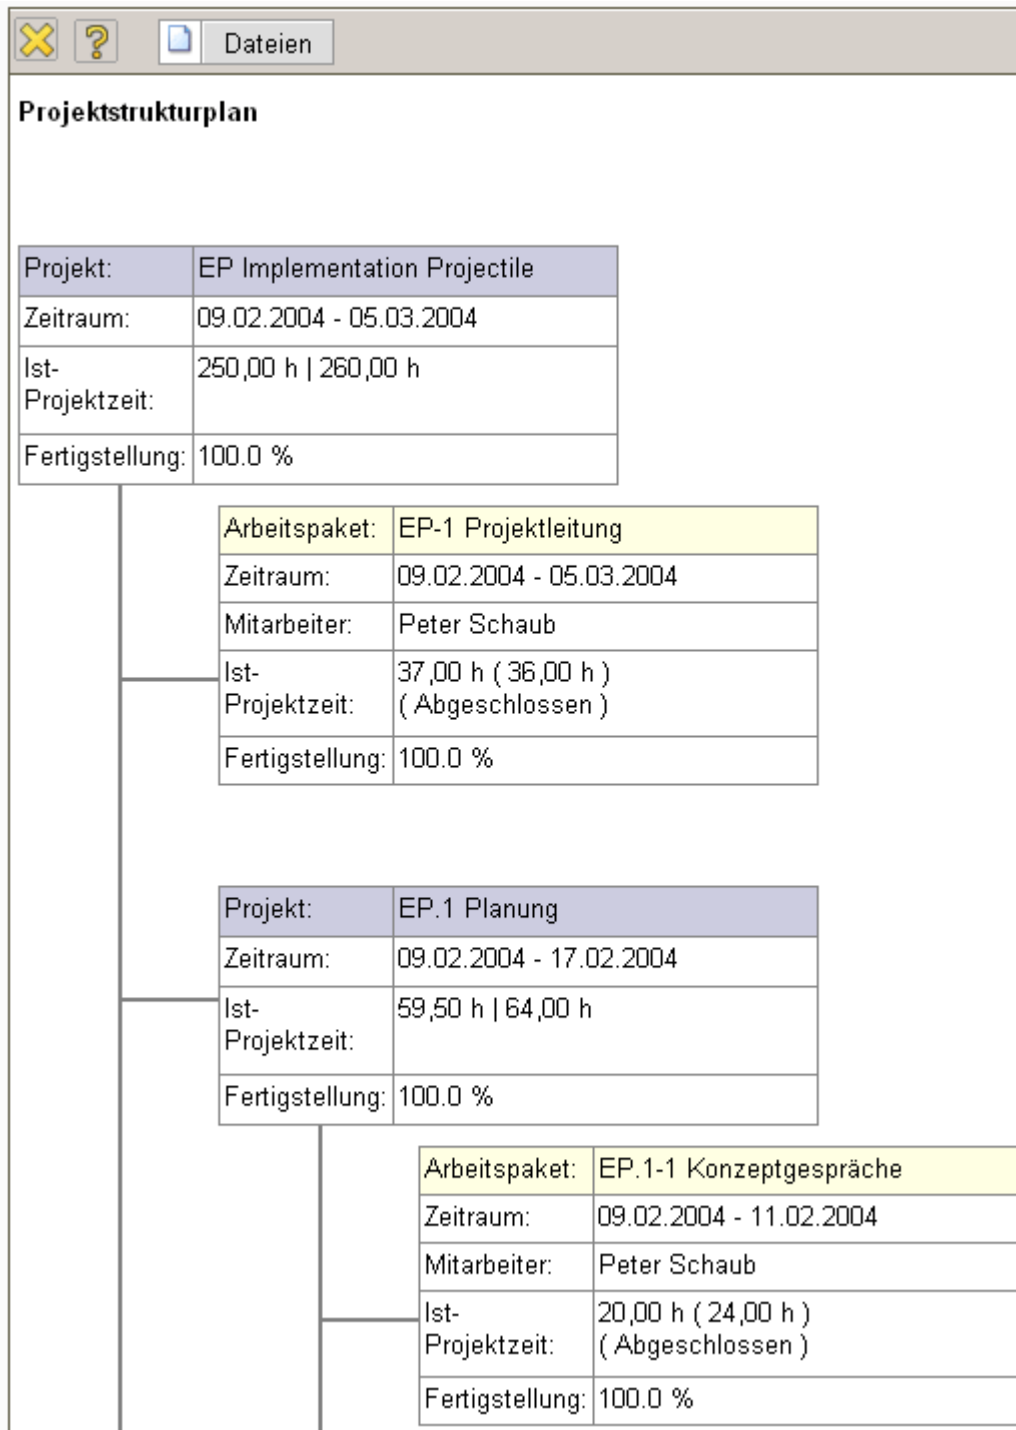 Dateien
Projektstrukturplan
Projekt: EP Implementation Projectile
Zeitraum: 09.02.2004 - 05.03.2004
Ist- 250,00 h | 260,00 h
Projektzeit:
Fertigstellung: 100.0 %
Arbeitspaket: EP-1 Projektleitung
Zeitraum: 09.02.2004 - 05.03.2004
Mitarbeiter: Peter Schaub
Ist- 37,00 h ( 36,00 h )
Projektzeit: ( Abgeschlossen )
Fertigstellung: 100.0 %
Projekt: EP.1 Planung
Zeitraum: 09.02.2004 - 17.02.2004
Ist- 59,50 h | 64,00 h
Projektzeit:
Fertigstellung: 100.0 %
Arbeitspaket: EP.1-1 Konzeptgespräche
Zeitraum: 09.02.2004 - 11.02.2004
Mitarbeiter: Peter Schaub
Ist- 20,00 h ( 24,00 h )
Projektzeit: ( Abgeschlossen )
Fertigstellung: 100.0 %